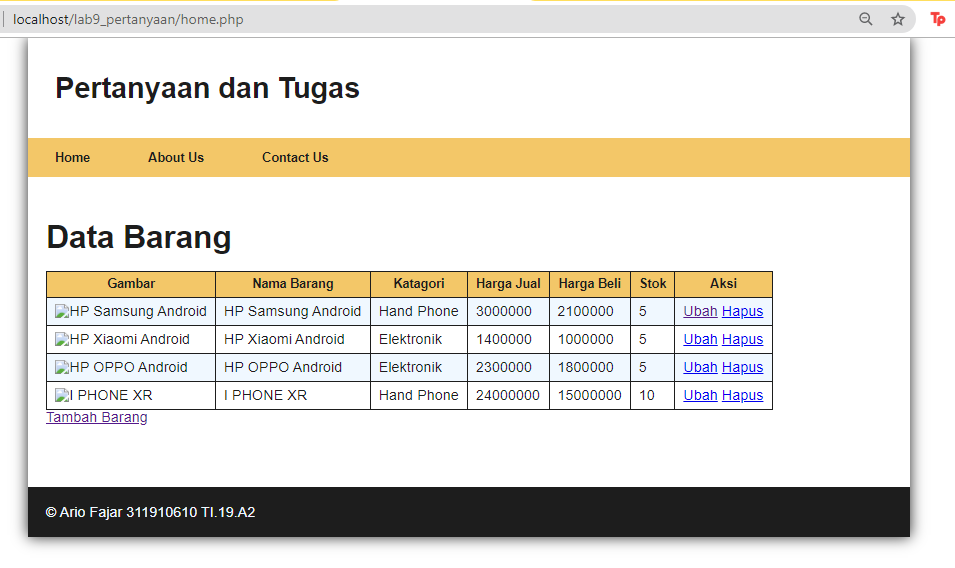 localhost/lab9_pertanyaan/home.php
Tp
Pertanyaan dan Tugas
Home About Us Contact Us
Data Barang
Gambar Nama Barang Katagori Harga Jual Harga Beli Stok Aksi
HP Samsung Android HP Samsung Android Hand Phone 3000000 2100000 5 Ubah Hapus
HP Xiaomi Android HP Xiaomi Android Elektronik 1400000 1000000 5 Ubah Hapus
HP OPPO Android HP OPPO Android Elektronik 2300000 1800000 5 Ubah Hapus
I PHONE XR I PHONE XR Hand Phone 24000000 15000000 10 Ubah Hapus
Tambah Barang
© Ario Fajar 311910610 TI.19.A2